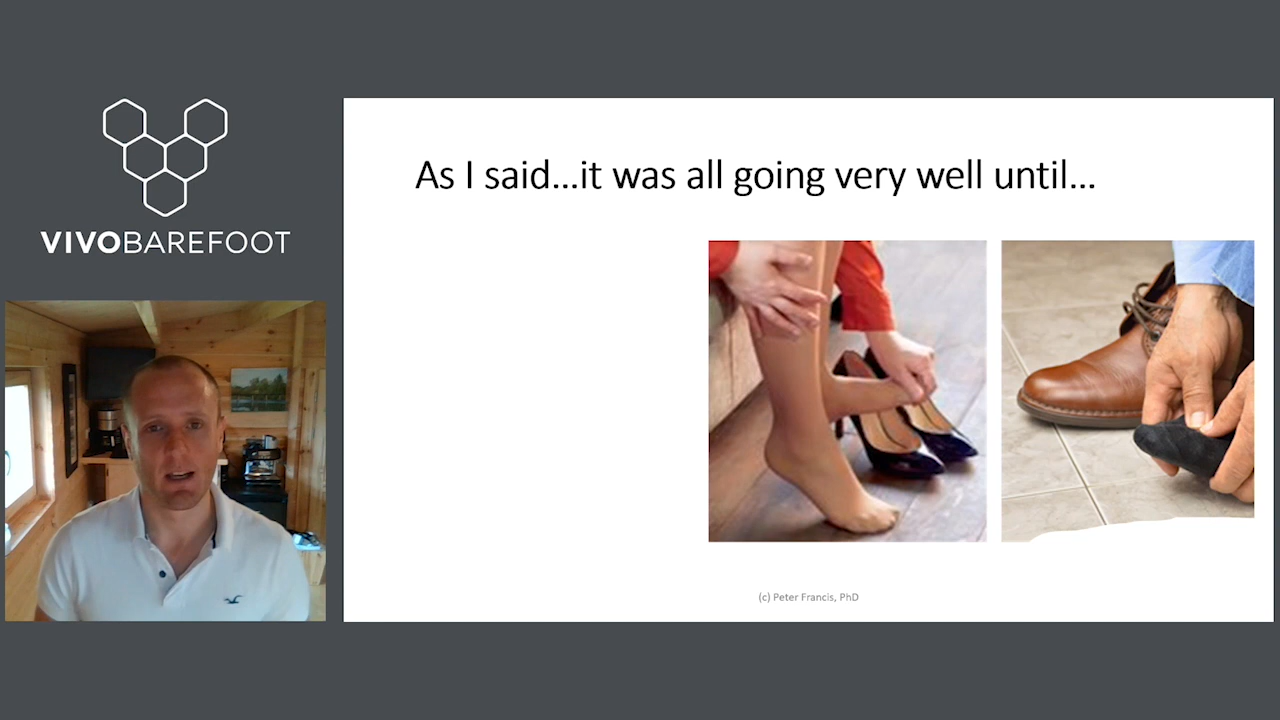 VIVOBAREFOOT
As I said...it was all going very well until...
(c) Peter Francis, PhD